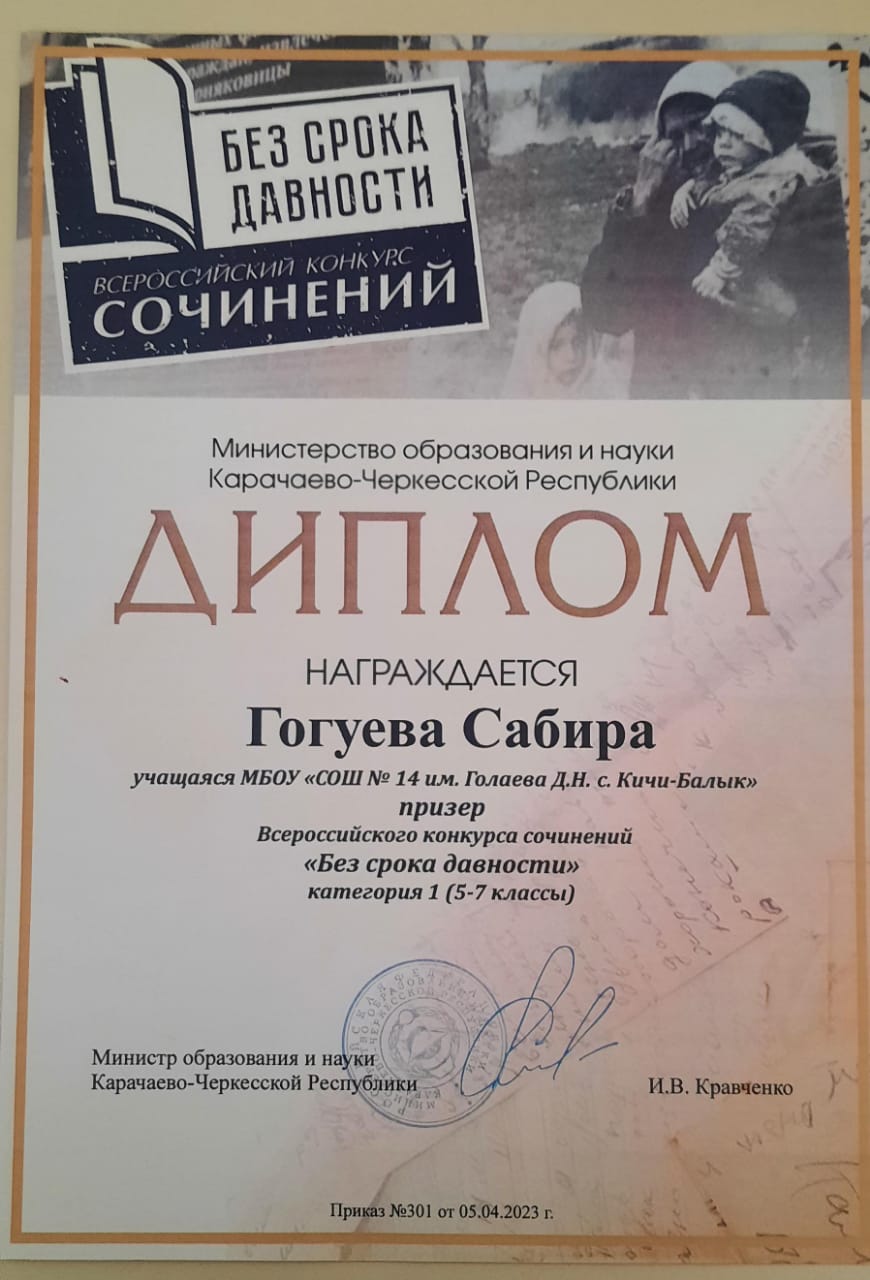 няковицы
БЕЗ СРОКА
ДАВНОСТИ
ВСЕРОССИЙСКИЙ КОНКУРС
СОЧИНЕНИЙ
Министерство образования и науки
Карачаево-Черкесской Республики
ДИПЛОМ
НАГРАЖДАЕТСЯ
Гогуева Сабира
учащаяся МБОУ «СОШ № 14 им. Голаева Д.Н. с. Кичи-Балык»
призер
Всероссийского конкурса сочинений
«Без срока давности»
категория 1 (5-7 классы)
Министр образования и науки
Карачаево-Черкесской Республики
И.В. Кравченко
Приказ №301 от 05.04.2023 г.